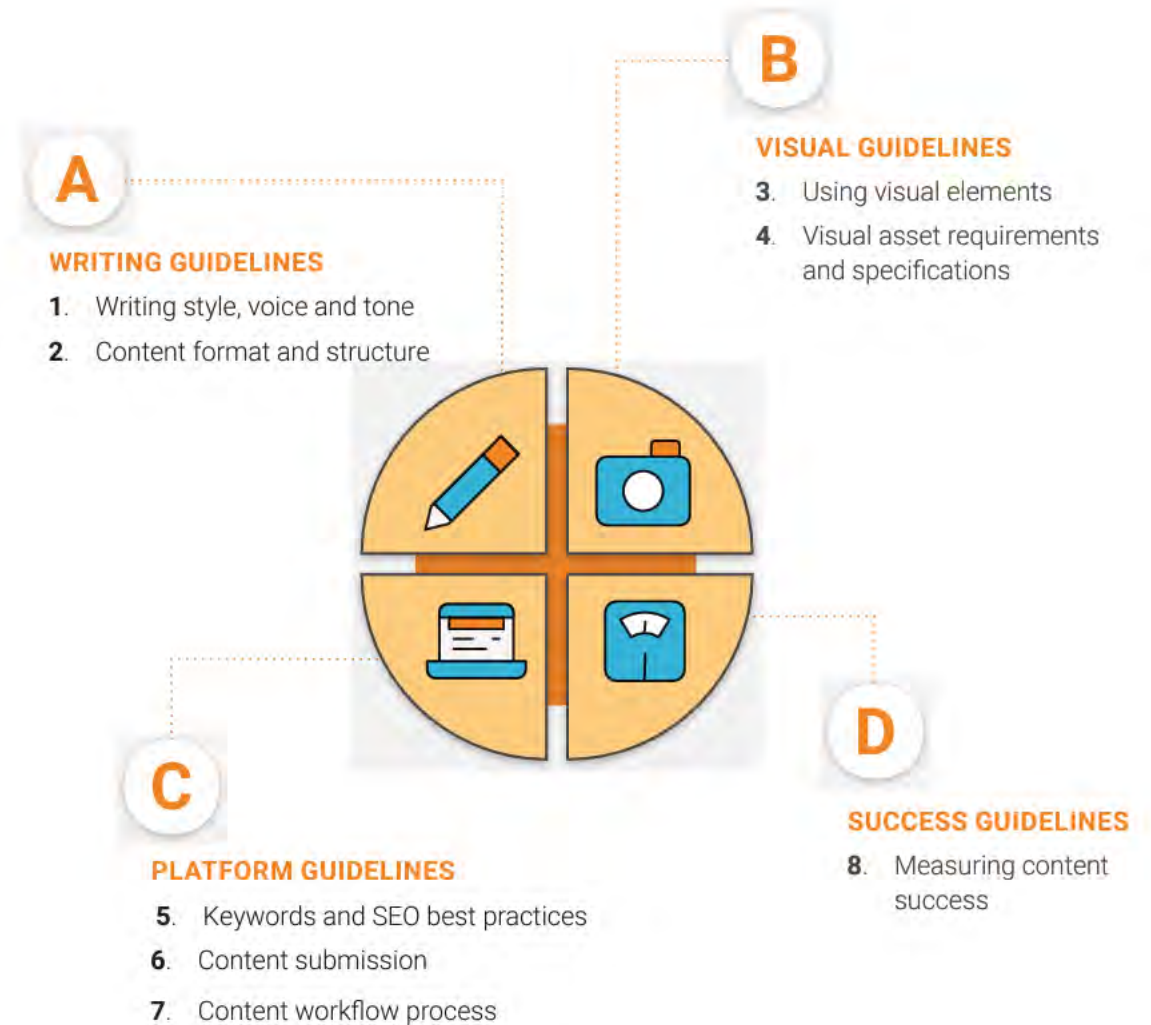 A
WRITING GUIDELINES
1. Writing style, voice and tone
2. Content format and structure
B
VISUAL GUIDELINES
3. Using visual elements
4. Visual asset requirements
and specifications
C
PLATFORM GUIDELINES
5. Keywords and SEO best practices
6. Content submission
7. Content workflow process
D
SUCCESS GUIDELINES
8. Measuring content
success